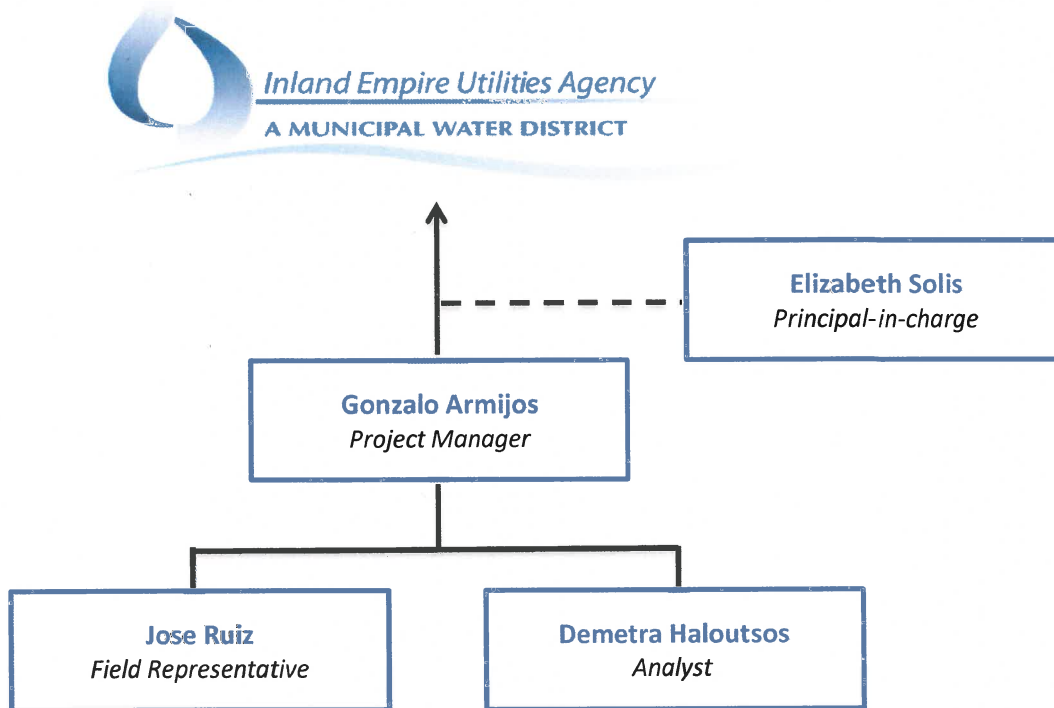 Inland Empire Utilities Agency
A MUNICIPAL WATER DISTRICT
Elizabeth Solis
Principal-in-charge
Gonzalo Armijos
Project Manager
Jose Ruiz
Field Representative
Demetra Haloutsos
Analyst